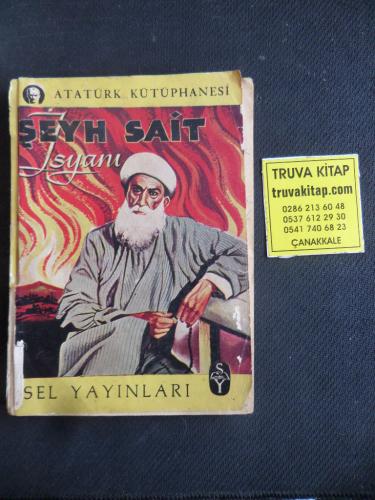 ATATÜRK KÜTÜPHANESİ
ŞEYH SAİT
İsyanı
SEL YAYINLARI
S
Y
TRUVA KİTAP
truvakitap.com
0286 213 60 48
0537 612 29 30
0541 740 68 23
ÇANAKKALE